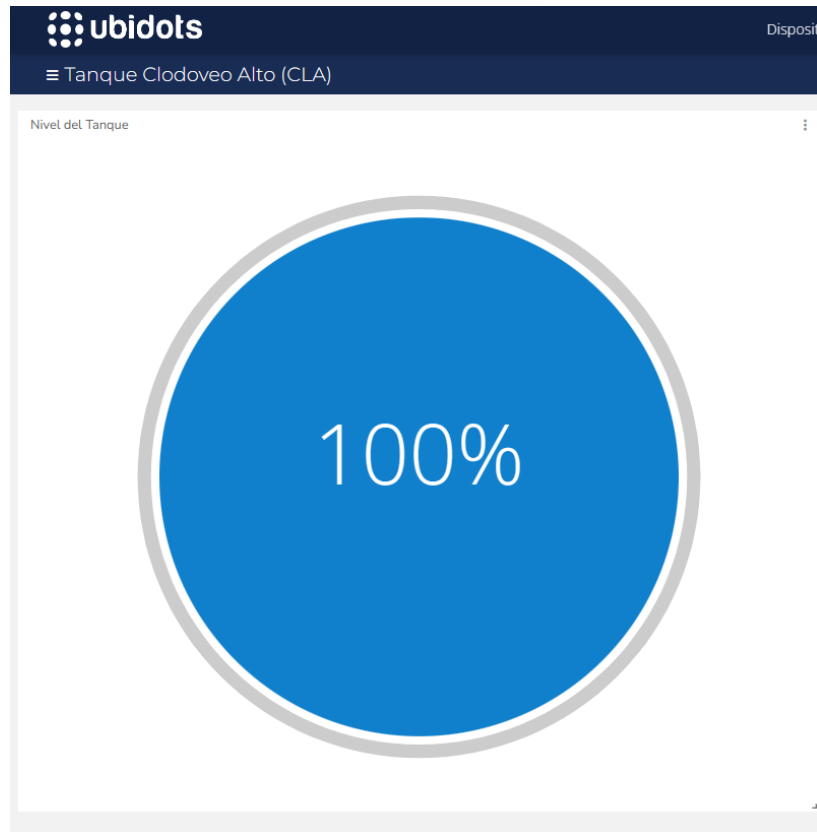 ubidots
Disposit
Tanque Clodoveo Alto (CLA)
Nivel del Tanque
100%